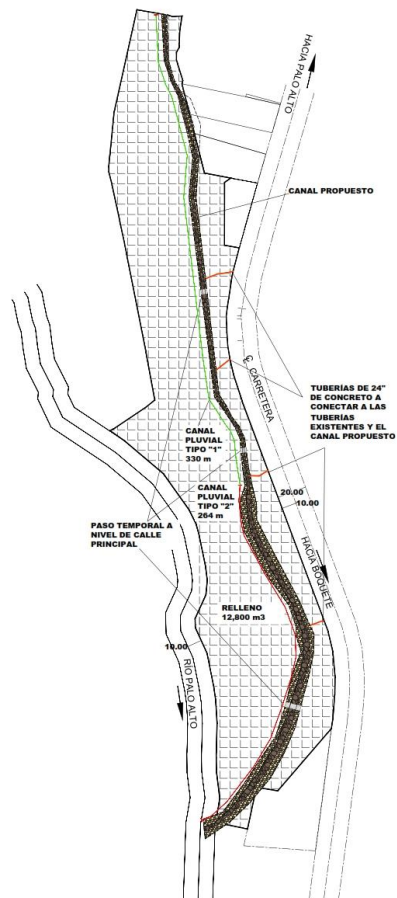 HACIA PALO ALTO
CANAL PROPUESTO
℄ CARRETERA
TUBERÍAS DE 24"
DE CONCRETO A
CONECTAR A LAS
TUBERÍAS
EXISTENTES Y EL
CANAL PROPUESTO
CANAL
PLUVIAL
TIPO "1"
330 m
CANAL
PLUVIAL
TIPO "2"
264 m
20.00
10.00
PASO TEMPORAL A
NIVEL DE CALLE
PRINCIPAL
HACIA BOQUETE
RELLENO
12,800 m3
10.00
RÍO PALO ALTO